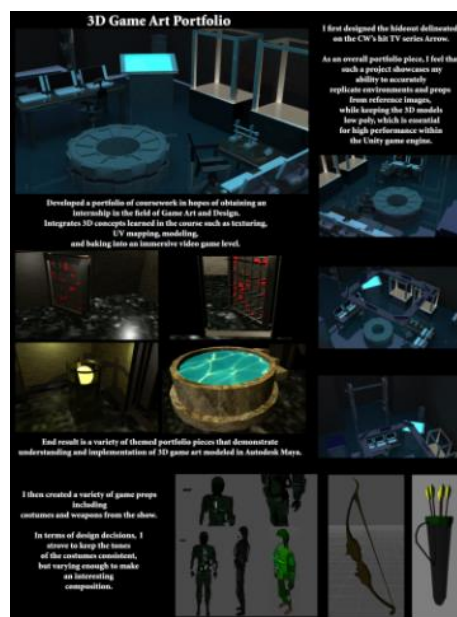 3D Game Art Portfolio
I first designed the hideout delineated
on the CW's hit TV series Arrow.
As an overall portfolio piece, I feel that
such a project showcases my
ability to accurately
replicate environments and props
from reference images,
while keeping the 3D models
low poly, which is essential
for high performance within
the Unity game engine.
Developed a portfolio of coursework in hopes of obtaining an
internship in the field of Game Art and Design.
Integrates 3D concepts learned in the course such as texturing,
UV mapping, modeling,
and baking into an immersive video game level.
End result is a variety of themed portfolio pieces that demonstrate
understanding and implementation of 3D game art modeled in Autodesk Maya.
I then created a variety of game props
including
costumes and weapons from the show.
In terms of design decisions, I
strove to keep the tones
of the costumes consistent,
but varying enough to make
an interesting
composition.